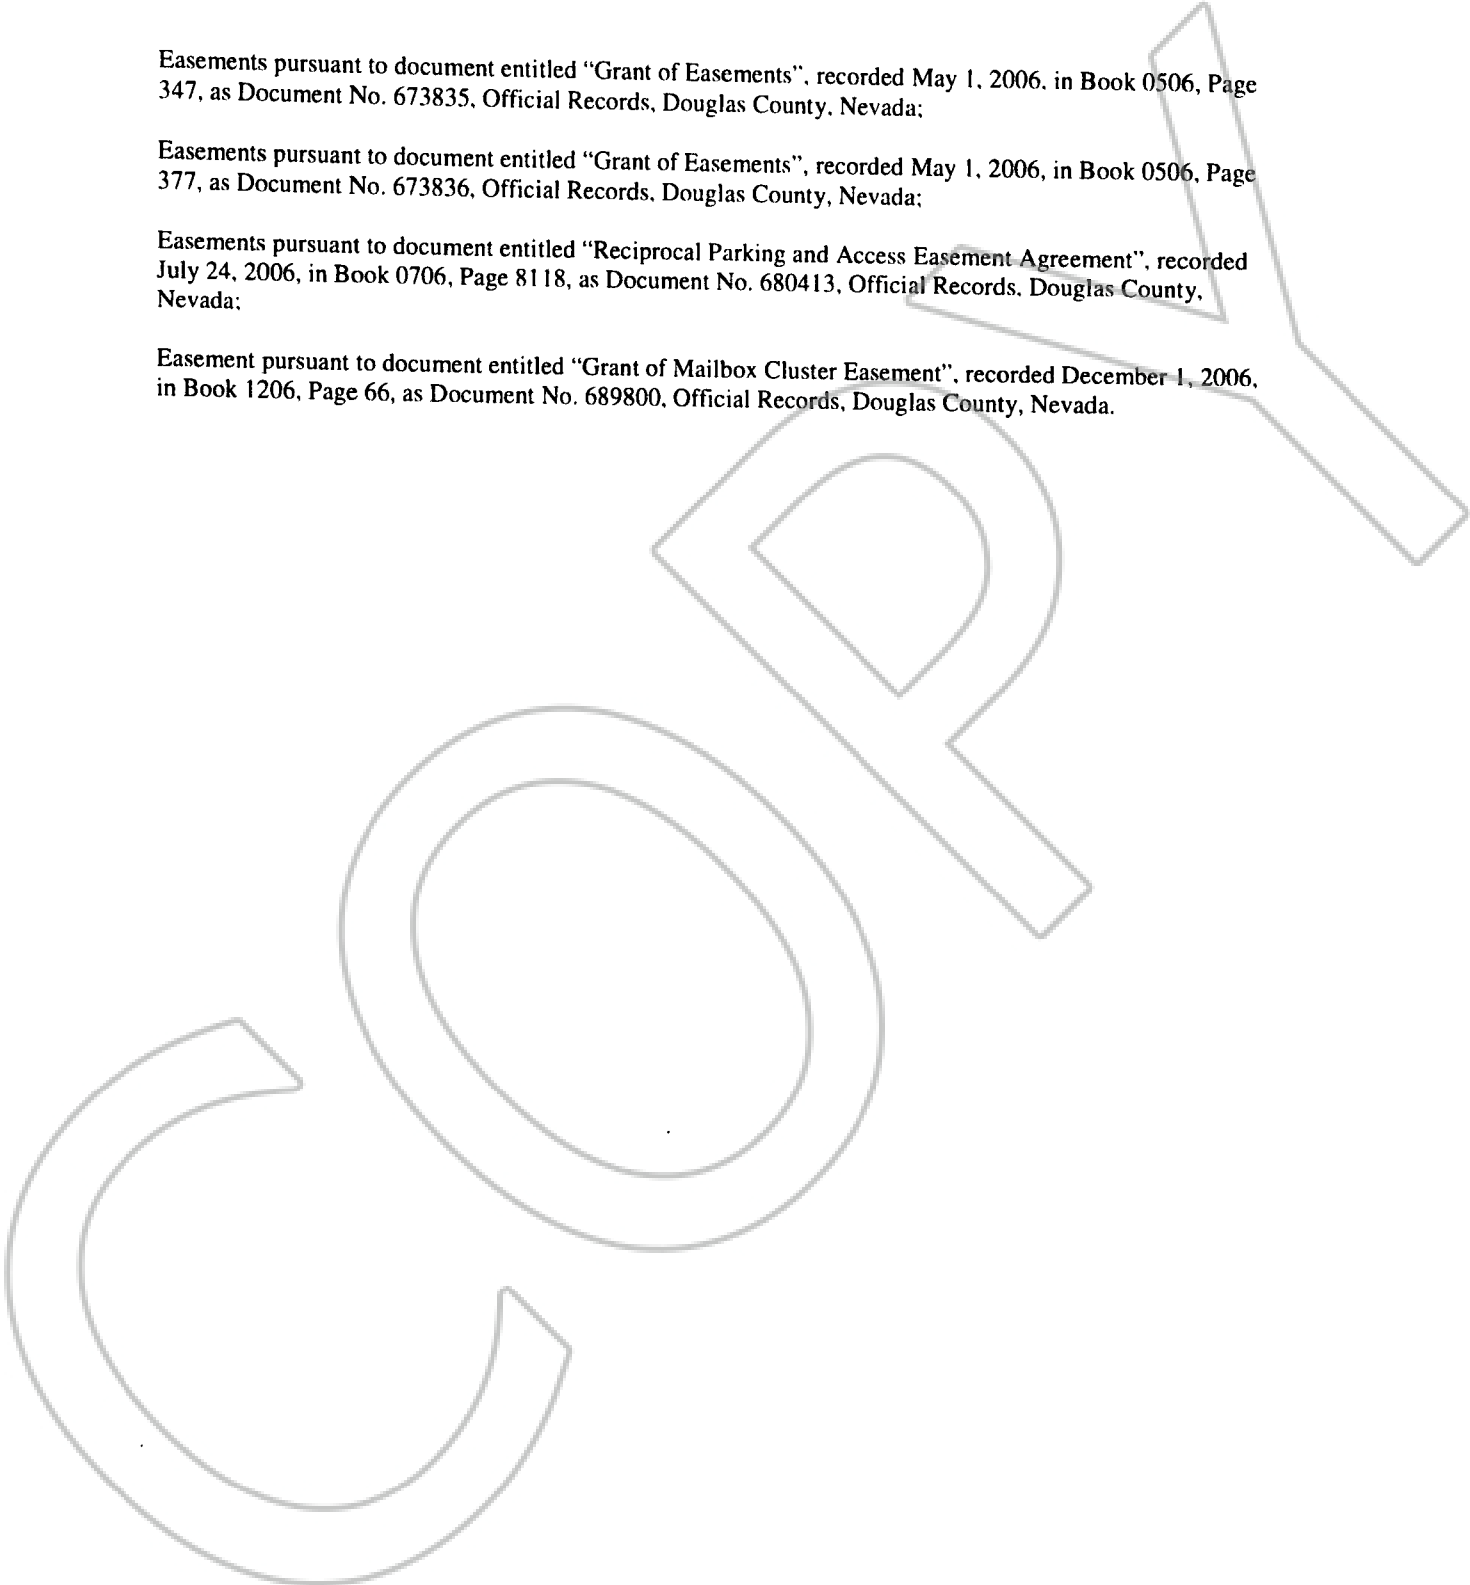 Easements pursuant to document entitled “Grant of Easements”, recorded May 1, 2006. in Book 0506, Page
347, as Document No. 673835, Official Records, Douglas County, Nevada;
Easements pursuant to document entitled “Grant of Easements”, recorded May 1, 2006, in Book 0506, Page
377, as Document No. 673836, Official Records, Douglas County, Nevada;
Easements pursuant to document entitled “Reciprocal Parking and Access Easement Agreement”, recorded
July 24, 2006, in Book 0706, Page 8118, as Document No. 680413, Official Records, Douglas County,
Nevada;
Easement pursuant to document entitled “Grant of Mailbox Cluster Easement”, recorded December 1, 2006,
in Book 1206, Page 66, as Document No. 689800, Official Records, Douglas County, Nevada.
COPY